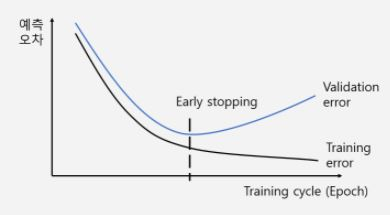 예측
오차
Early stopping
Validation
error
Training
error
Training cycle (Epoch)